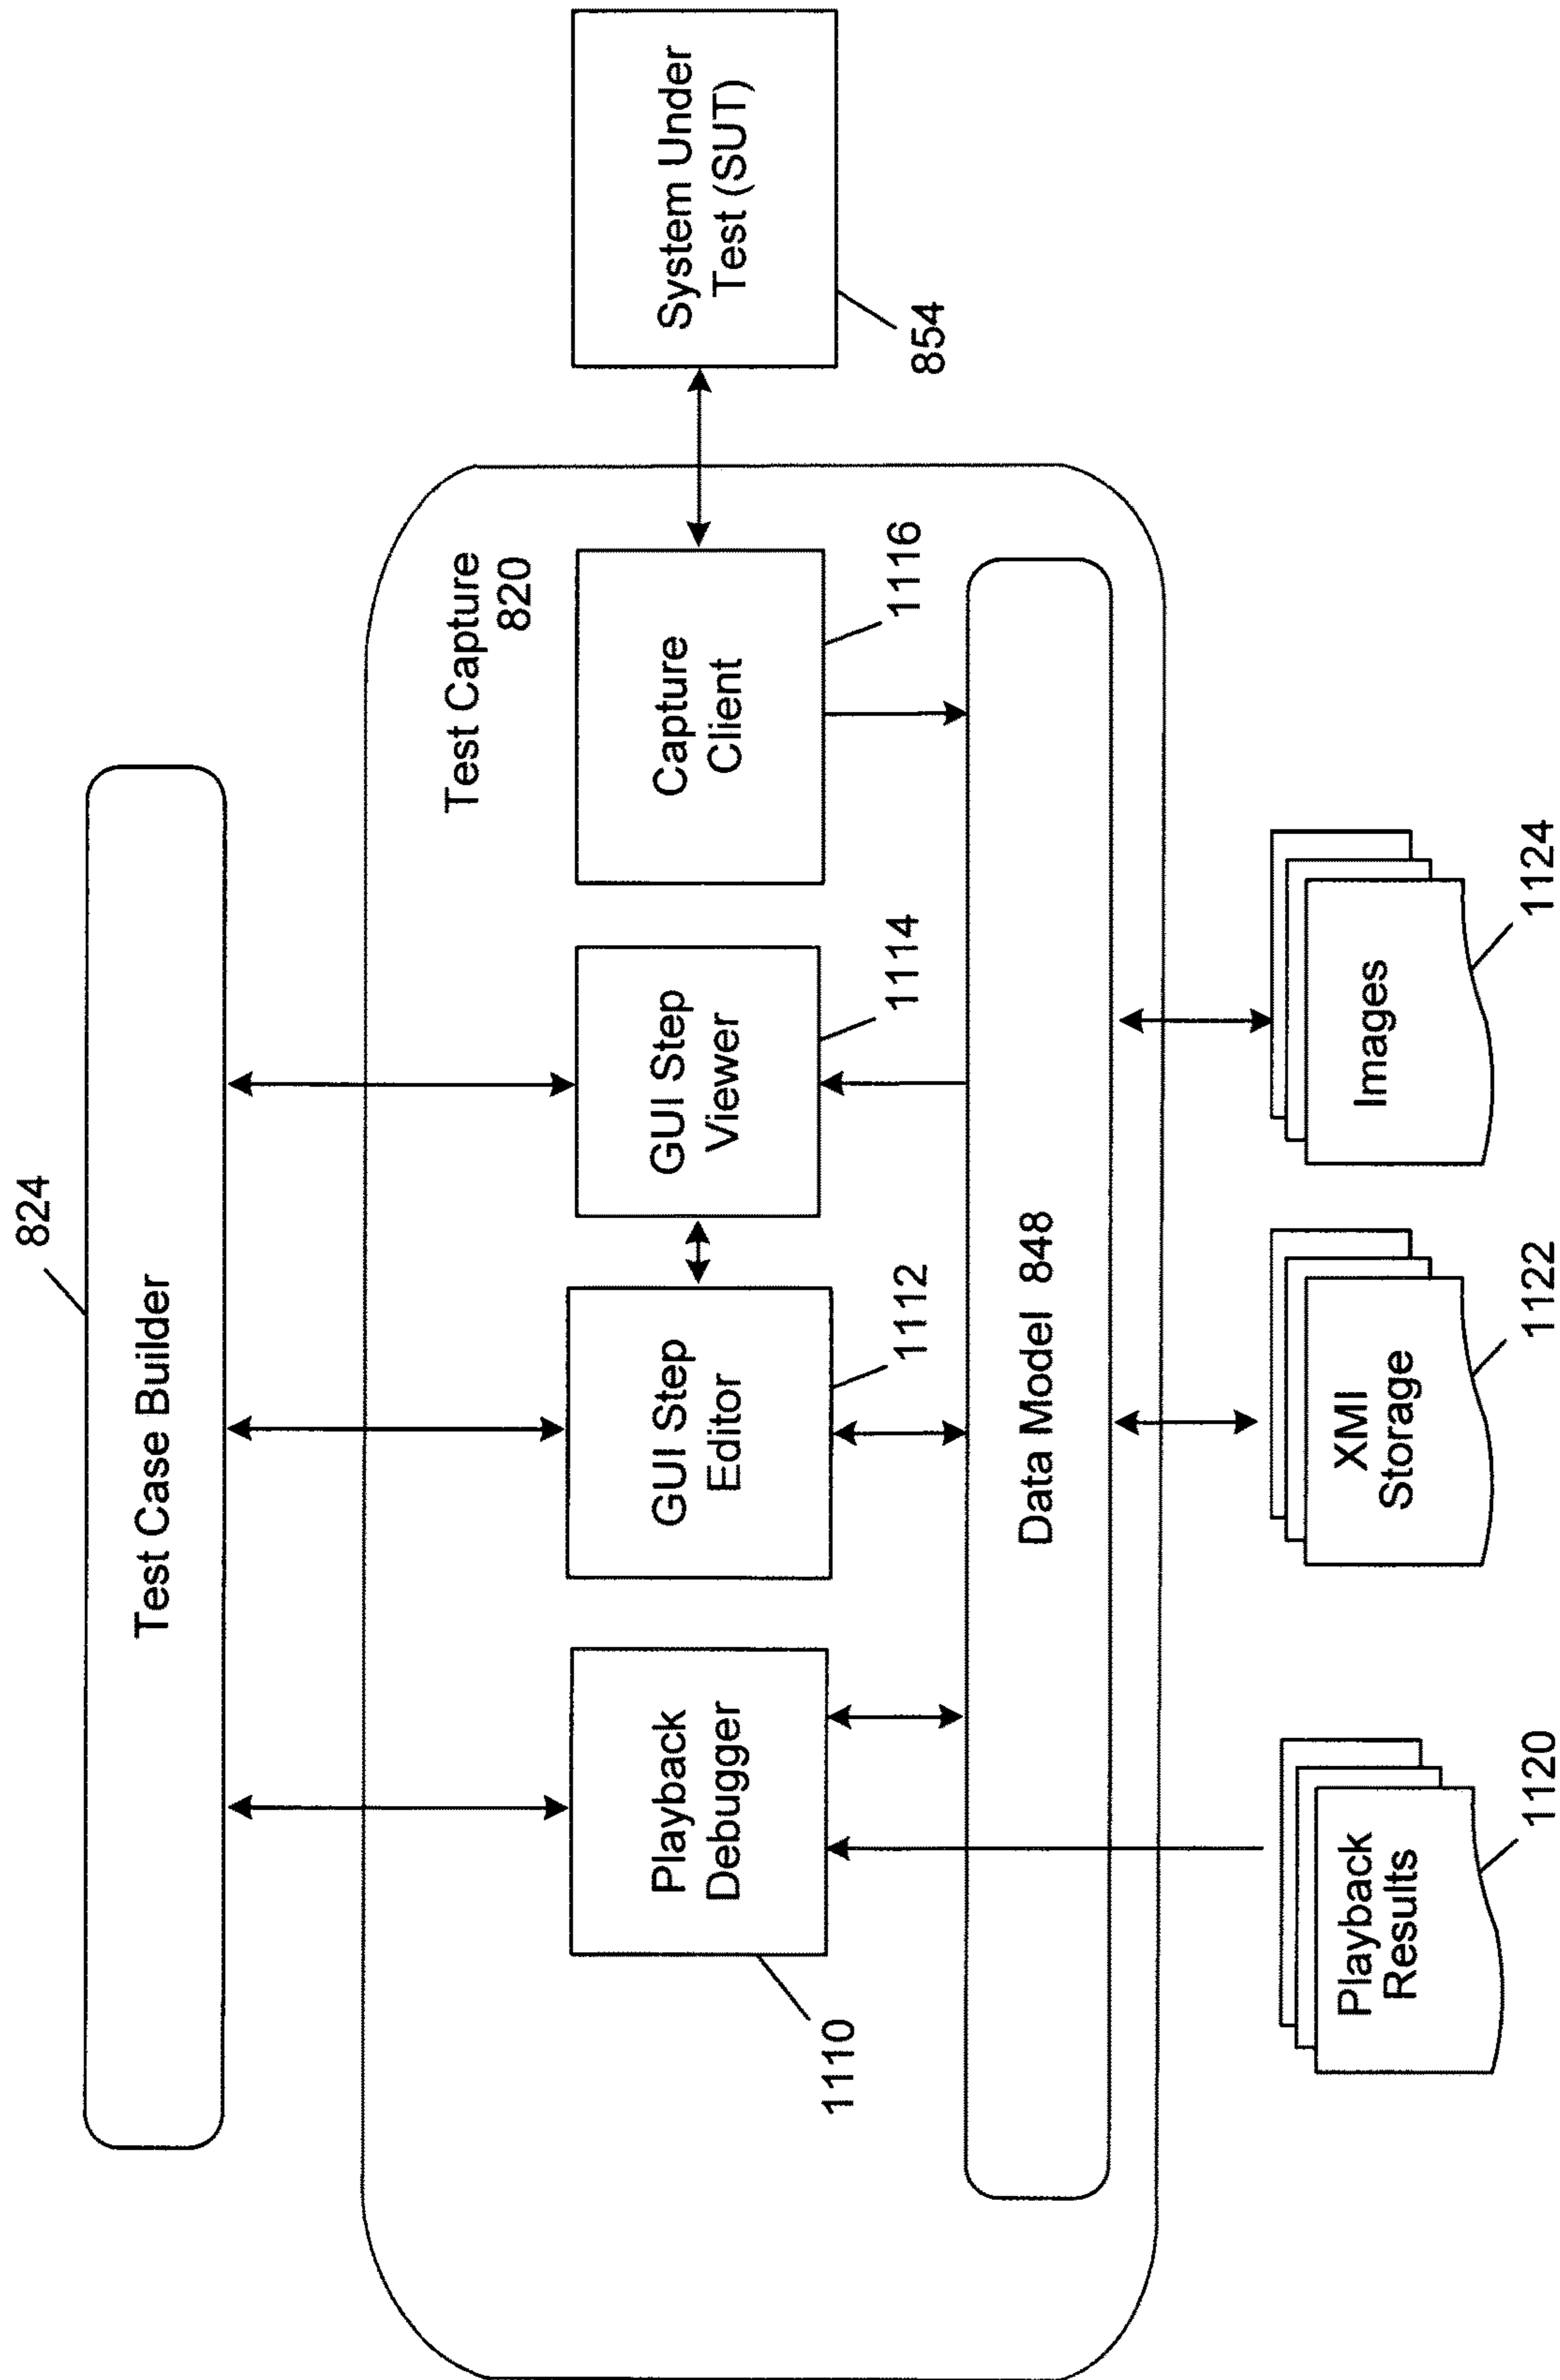 824
Test Case Builder
Test Capture
820
Playback
Debugger
1110
GUI Step
Editor
1112
GUI Step
Viewer
1114
Capture
Client
1116
System Under
Test (SUT)
854
Data Model 848
Playback
Results
1120
XMI
Storage
1122
Images
1124